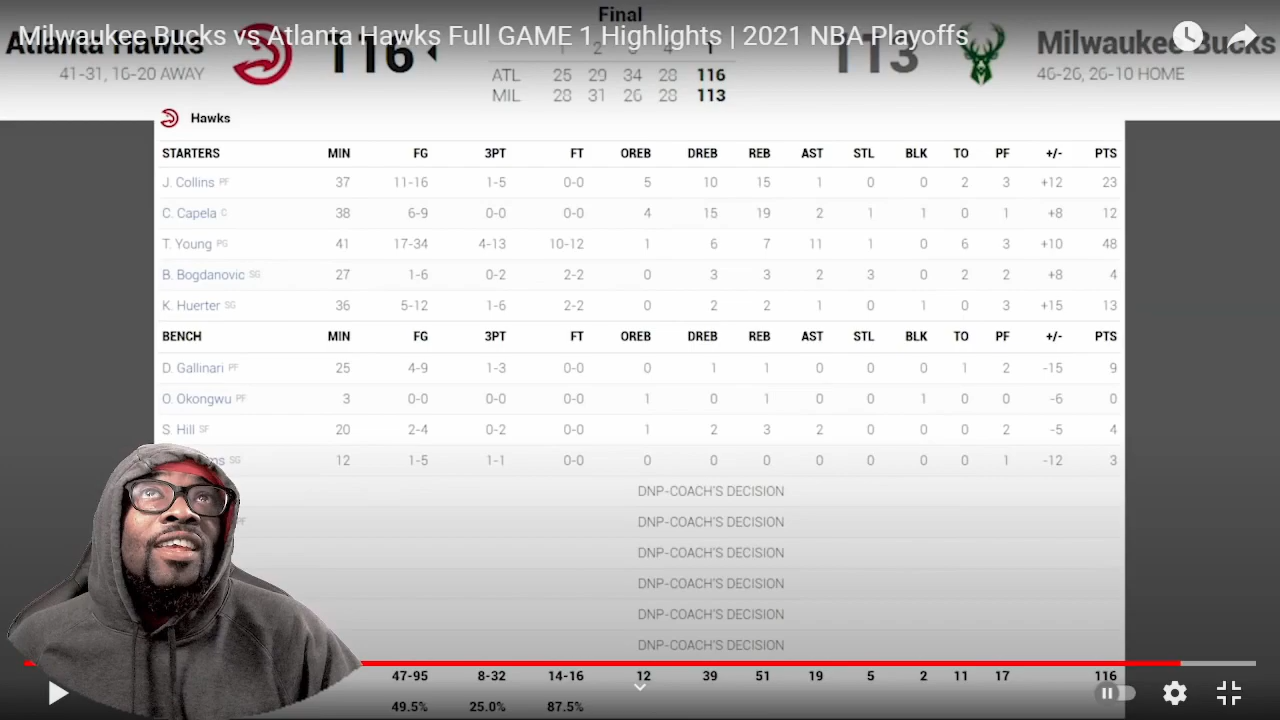 Final
Milwaukee Bucks vs Atlanta Hawks Full GAME 1 Highlights | 2021 NBA Playoffs
Atlanta Hawks 116 1 2 3 4 T 113 Milwaukee Bucks
41-31, 16-20 AWAY ATL 25 29 34 28 116 46-26, 26-10 HOME
MIL 28 31 26 28 113
Hawks
STARTERS MIN FG 3PT FT OREB DREB REB AST STL BLK TO PF +/- PTS
J. Collins PF 37 11-16 1-5 0-0 5 10 15 1 0 0 2 3 +12 23
C. Capela C 38 6-9 0-0 0-0 4 15 19 2 1 1 0 1 +8 12
T. Young PG 41 17-34 4-13 10-12 1 6 7 11 1 0 6 3 +10 48
B. Bogdanovic SG 27 1-6 0-2 2-2 0 3 3 2 3 0 2 2 +8 4
K. Huerter SG 36 5-12 1-6 2-2 0 2 2 1 0 1 0 3 +15 13
BENCH MIN FG 3PT FT OREB DREB REB AST STL BLK TO PF +/- PTS
D. Gallinari PF 25 4-9 1-3 0-0 0 1 1 0 0 0 1 2 -15 9
O. Okongwu PF 3 0-0 0-0 0-0 1 0 1 0 0 1 0 0 -6 0
S. Hill SF 20 2-4 0-2 0-0 1 2 3 2 0 0 0 2 -5 4
ms SG 12 1-5 1-1 0-0 0 0 0 0 0 0 0 1 -12 3
DNP-COACH'S DECISION
PF DNP-COACH'S DECISION
DNP-COACH'S DECISION
DNP-COACH'S DECISION
DNP-COACH'S DECISION
DNP-COACH'S DECISION
47-95 8-32 14-16 12 39 51 19 5 2 11 17 116
49.5% 25.0% 87.5%